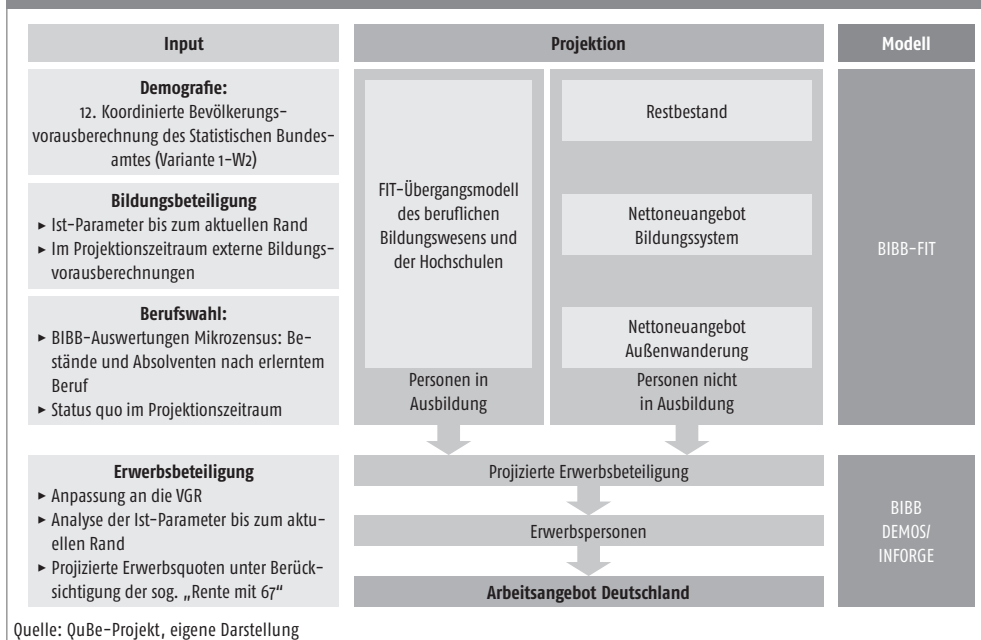 Input
Projektion
Modell
Demografie:
12. Koordinierte Bevölkerungs-
vorausberechnung des Statistischen Bundes-
amtes (Variante 1-W2)
Bildungsbeteiligung
▸ Ist-Parameter bis zum aktuellen Rand
▸ Im Projektionszeitraum externe Bildungs-
vorausberechnungen
Berufswahl:
▸ BIBB-Auswertungen Mikrozensus: Be-
stände und Absolventen nach erlerntem
Beruf
▸ Status quo im Projektionszeitraum
FIT-Übergangsmodell
des beruflichen
Bildungswesens und
der Hochschulen
Personen in
Ausbildung
Restbestand
Nettoneuangebot
Bildungssystem
Nettoneuangebot
Außenwanderung
Personen nicht
in Ausbildung
BIBB-FIT
Erwerbsbeteiligung
▸ Anpassung an die VGR
▸ Analyse der Ist-Parameter bis zum aktu-
ellen Rand
▸ Projizierte Erwerbsquoten unter Berück-
sichtigung der sog. „Rente mit 67“
Projizierte Erwerbsbeteiligung
Erwerbspersonen
Arbeitsangebot Deutschland
BIBB
DEMOS/
INFORGE
Quelle: QuBe-Projekt, eigene Darstellung